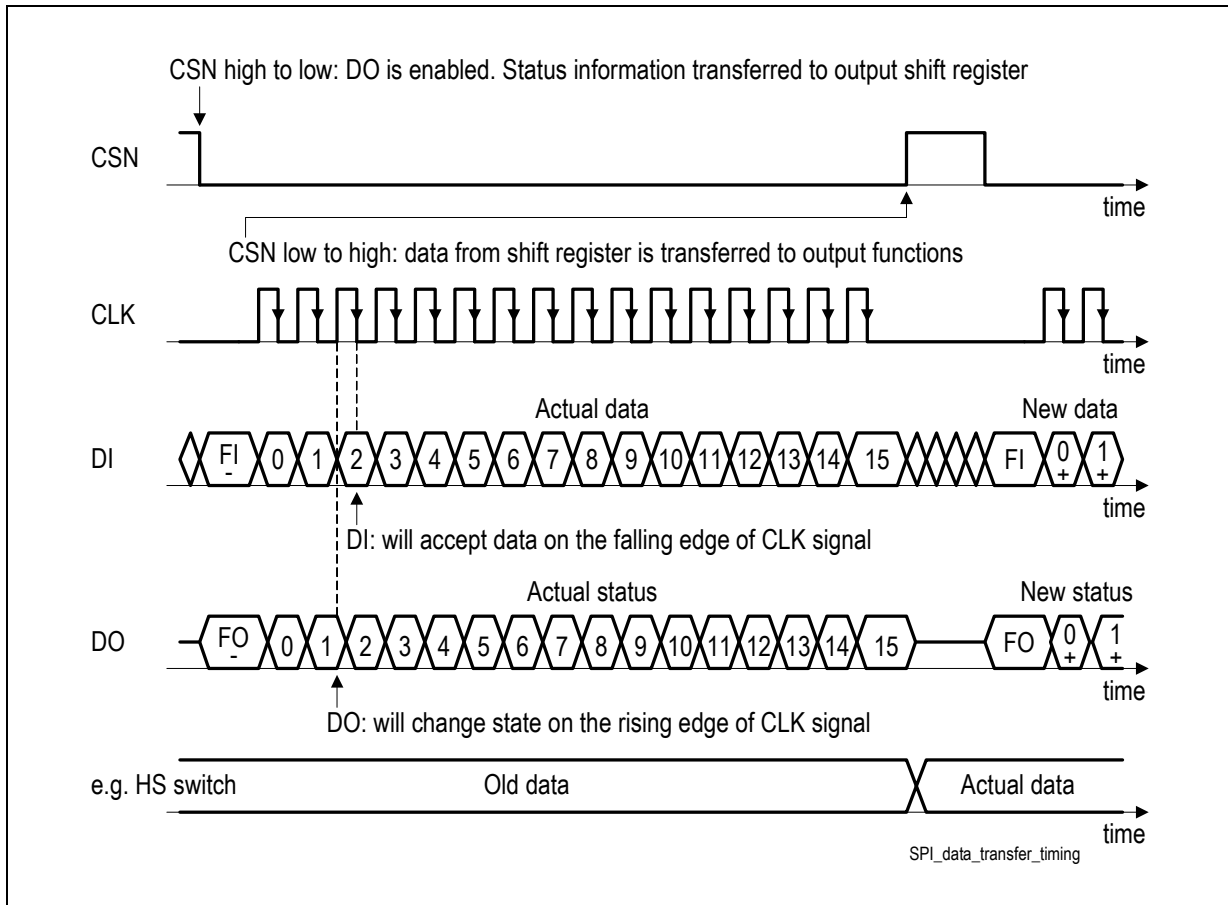 CSN high to low: DO is enabled. Status information transferred to output shift register
CSN
time
CSN low to high: data from shift register is transferred to output functions
CLK
time
Actual data New data
DI FI - 0 1 2 3 4 5 6 7 8 9 10 11 12 13 14 15 FI 0 + 1 +
time
DI: will accept data on the falling edge of CLK signal
Actual status New status
DO FO - 0 1 2 3 4 5 6 7 8 9 10 11 12 13 14 15 FO 0 + 1 +
time
DO: will change state on the rising edge of CLK signal
e.g. HS switch Old data Actual data
time
SPI_data_transfer_timing